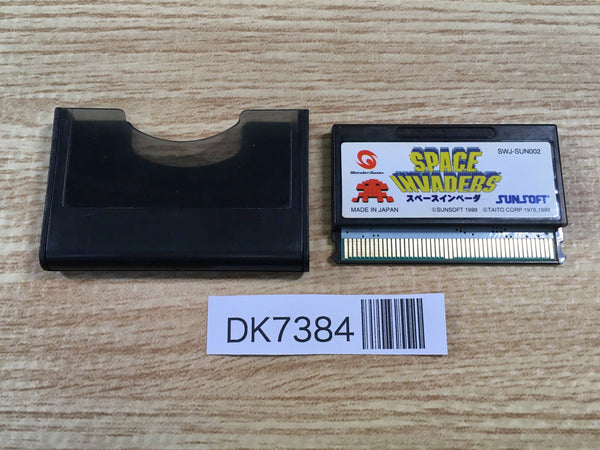 SWJ-SUN002
WonderSwan
SPACE
INVADERS
スペースインベーダ
SUNSOFT
MADE IN JAPAN
©SUNSOFT 1999 ©TAITO CORP. 1978,1999
DK7384